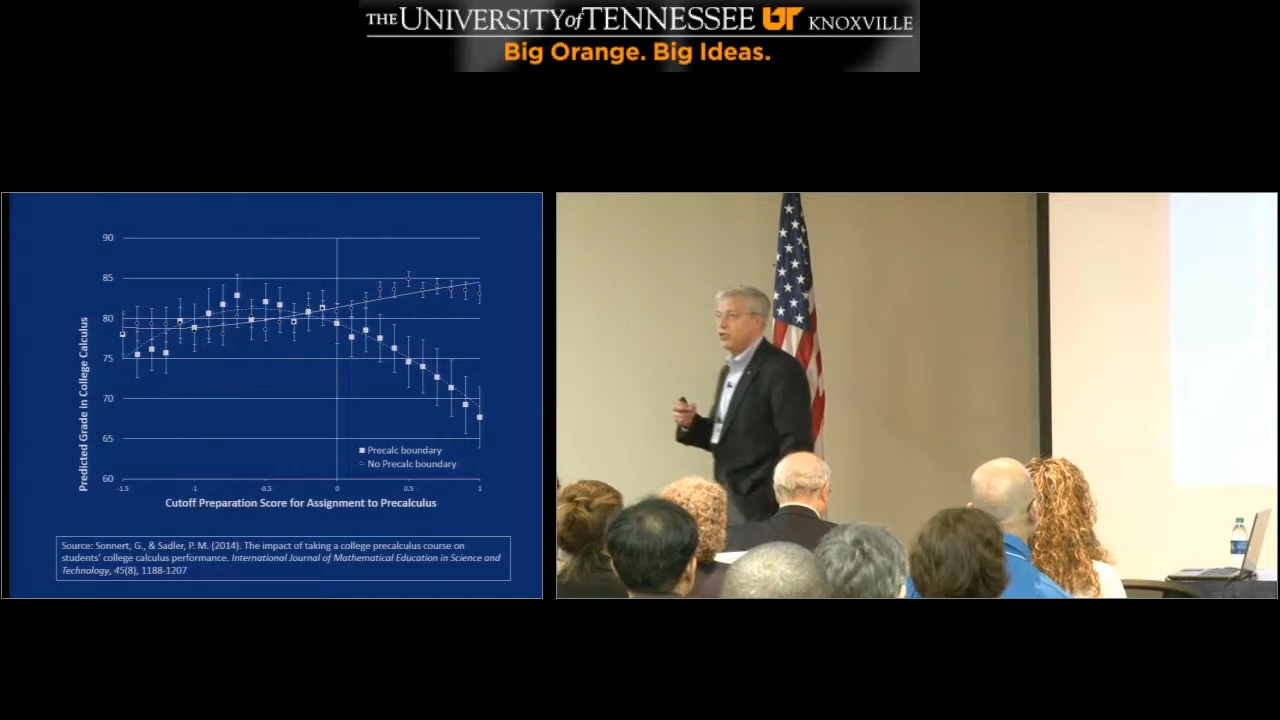 THE UNIVERSITY of TENNESSEE UT KNOXVILLE
Big Orange. Big Ideas.
90
85
80
75
70
65
60
Predicted Grade in College Calculus
Precalc boundary
No Precalc boundary
-1.5 -1 -0.5 0 0.5 1
Cutoff Preparation Score for Assignment to Precalculus
Source: Sonnert, G., & Sadler, P. M. (2014). The impact of taking a college precalculus course on
students' college calculus performance. International Journal of Mathematical Education in Science and
Technology, 45(8), 1188-1207